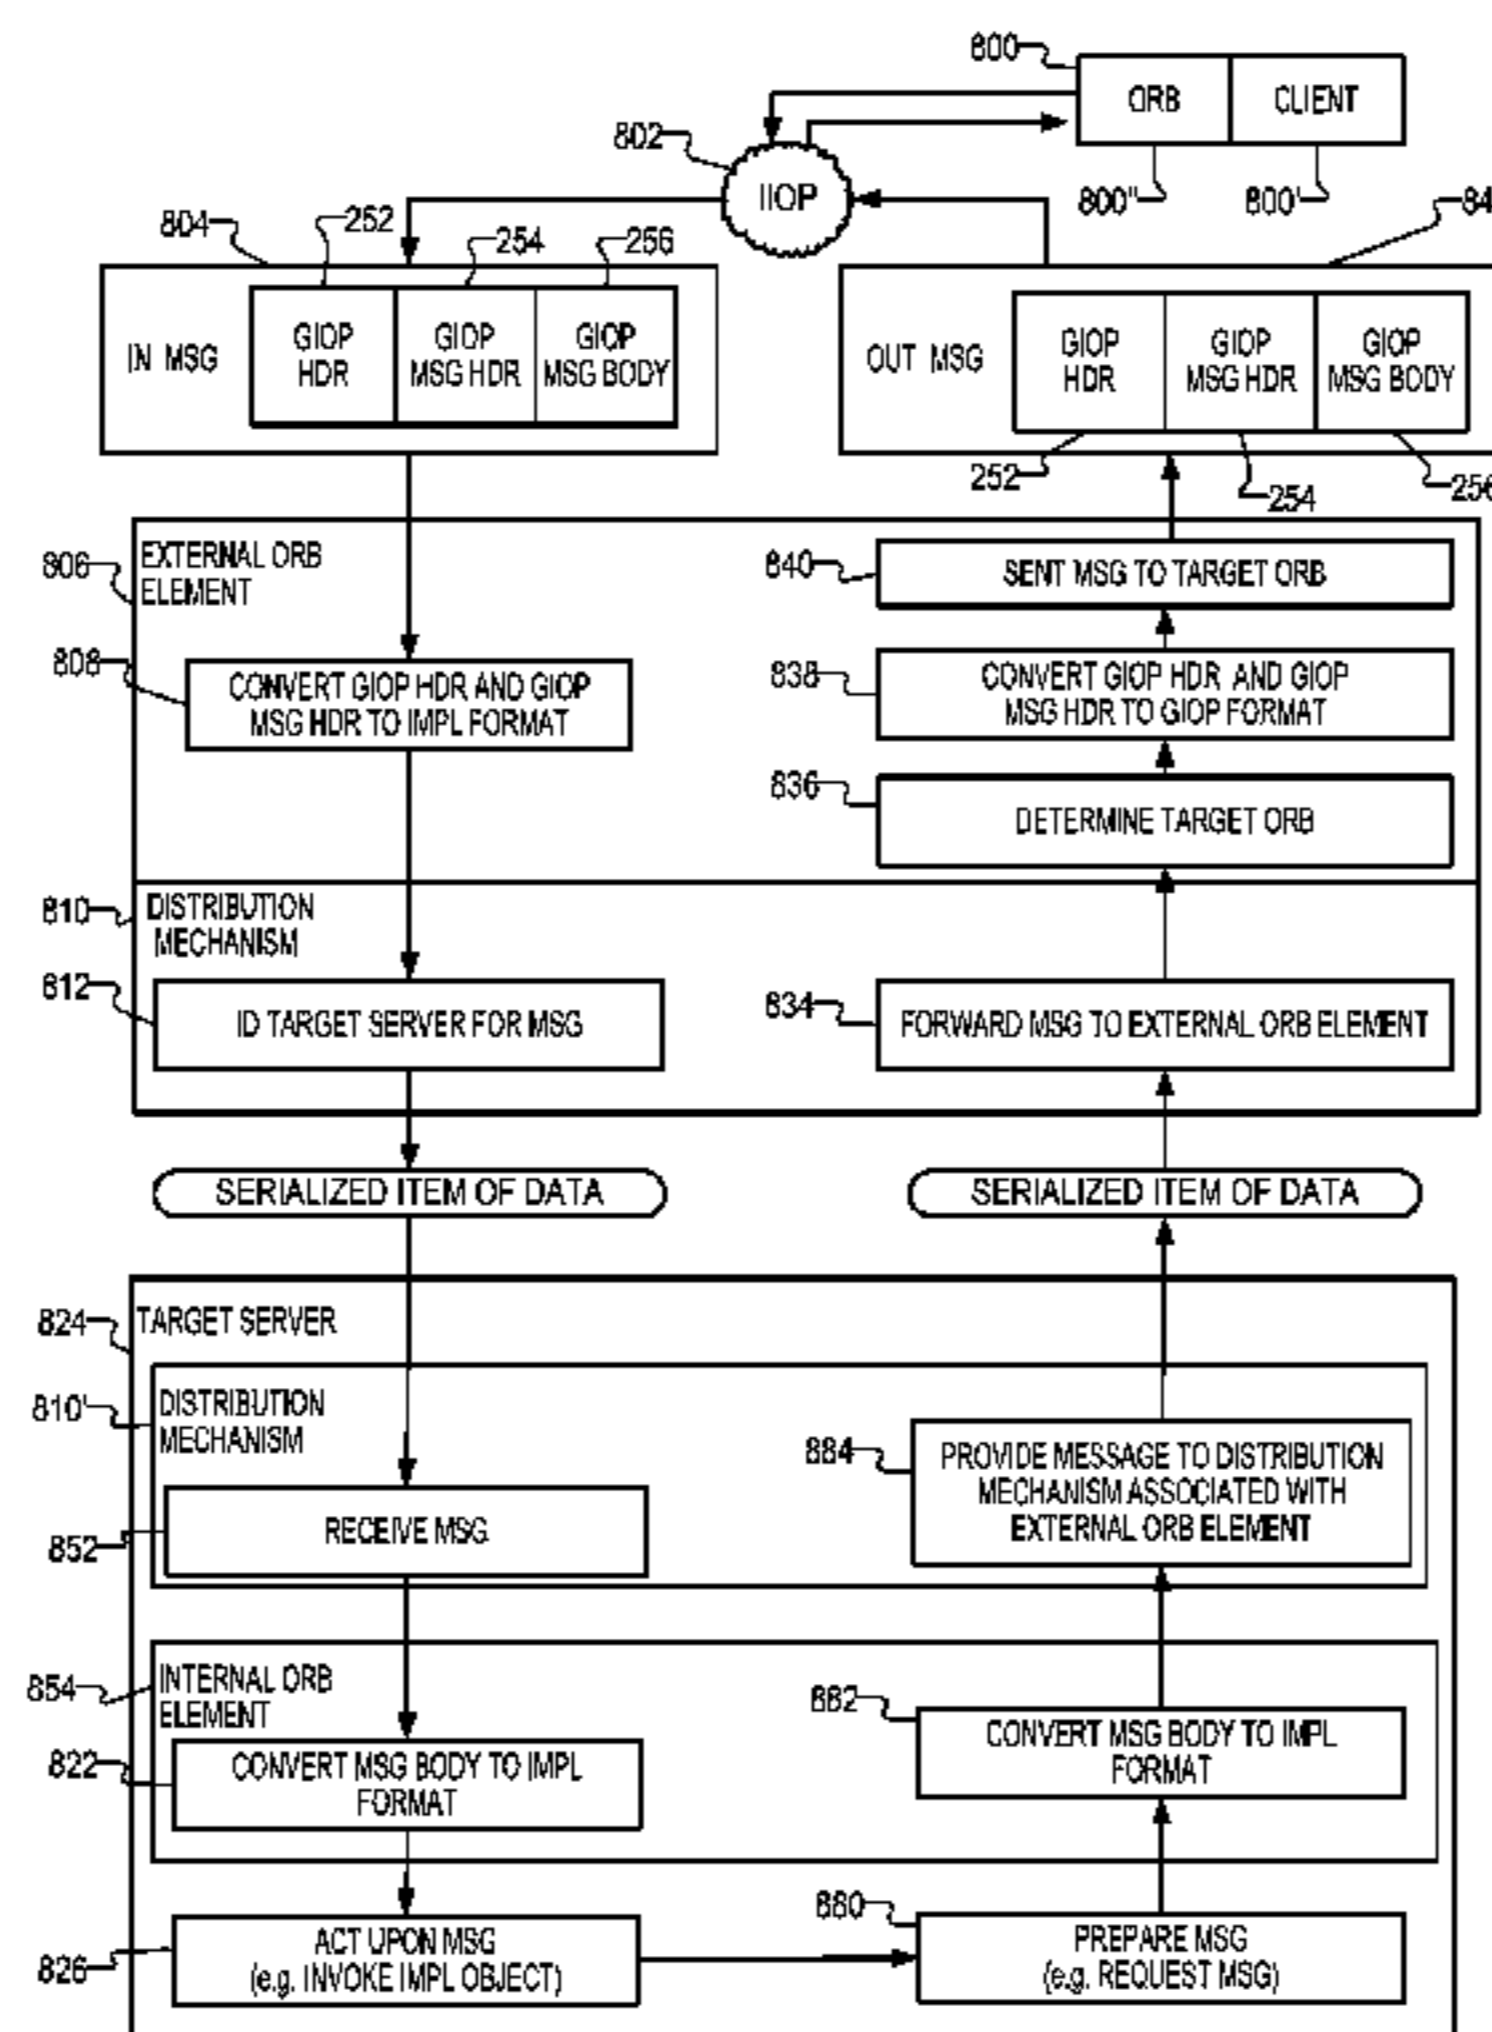 800
ORB
CLIENT
802
IIOP
800"
800'
84
804
252
254
256
IN MSG
GIOP
HDR
GIOP
MSG HDR
GIOP
MSG BODY
OUT MSG
GIOP
HDR
GIOP
MSG HDR
GIOP
MSG BODY
252
254
256
806
EXTERNAL ORB
ELEMENT
840
SENT MSG TO TARGET ORB
808
CONVERT GIOP HDR AND GIOP
MSG HDR TO IMPL FORMAT
838
CONVERT GIOP HDR AND GIOP
MSG HDR TO GIOP FORMAT
836
DETERMINE TARGET ORB
810
DISTRIBUTION
MECHANISM
812
ID TARGET SERVER FOR MSG
834
FORWARD MSG TO EXTERNAL ORB ELEMENT
SERIALIZED ITEM OF DATA
SERIALIZED ITEM OF DATA
824
TARGET SERVER
810'
DISTRIBUTION
MECHANISM
852
RECEIVE MSG
884
PROVIDE MESSAGE TO DISTRIBUTION
MECHANISM ASSOCIATED WITH
EXTERNAL ORB ELEMENT
854
INTERNAL ORB
ELEMENT
822
CONVERT MSG BODY TO IMPL
FORMAT
882
CONVERT MSG BODY TO IMPL
FORMAT
826
ACT UPON MSG
(e.g. INVOKE IMPL OBJECT)
880
PREPARE MSG
(e.g. REQUEST MSG)